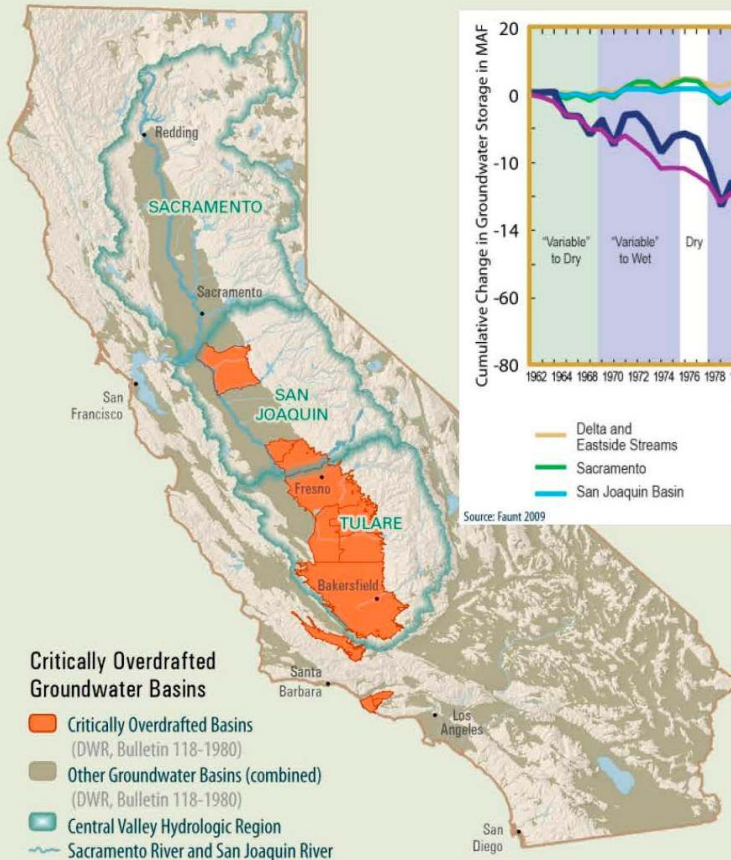 Redding
SACRAMENTO
Sacramento
San
Francisco
SAN
JOAQUIN
Fresno
TULARE
Bakersfield
Santa
Barbara
Los
Angeles
San
Diego
Critically Overdrafted
Groundwater Basins
Critically Overdrafted Basins
(DWR, Bulletin 118-1980)
Other Groundwater Basins (combined)
(DWR, Bulletin 118-1980)
Central Valley Hydrologic Region
Sacramento River and San Joaquin River
Cumulative Change in Groundwater Storage in MAF
20
0
-10
-14
-60
-80
"Variable" "Variable" Dry
to Dry to Wet
1962 1964 1968 1970 1972 1974 1976 1978
Delta and
Eastside Streams
Sacramento
San Joaquin Basin
Source: Faunt 2009